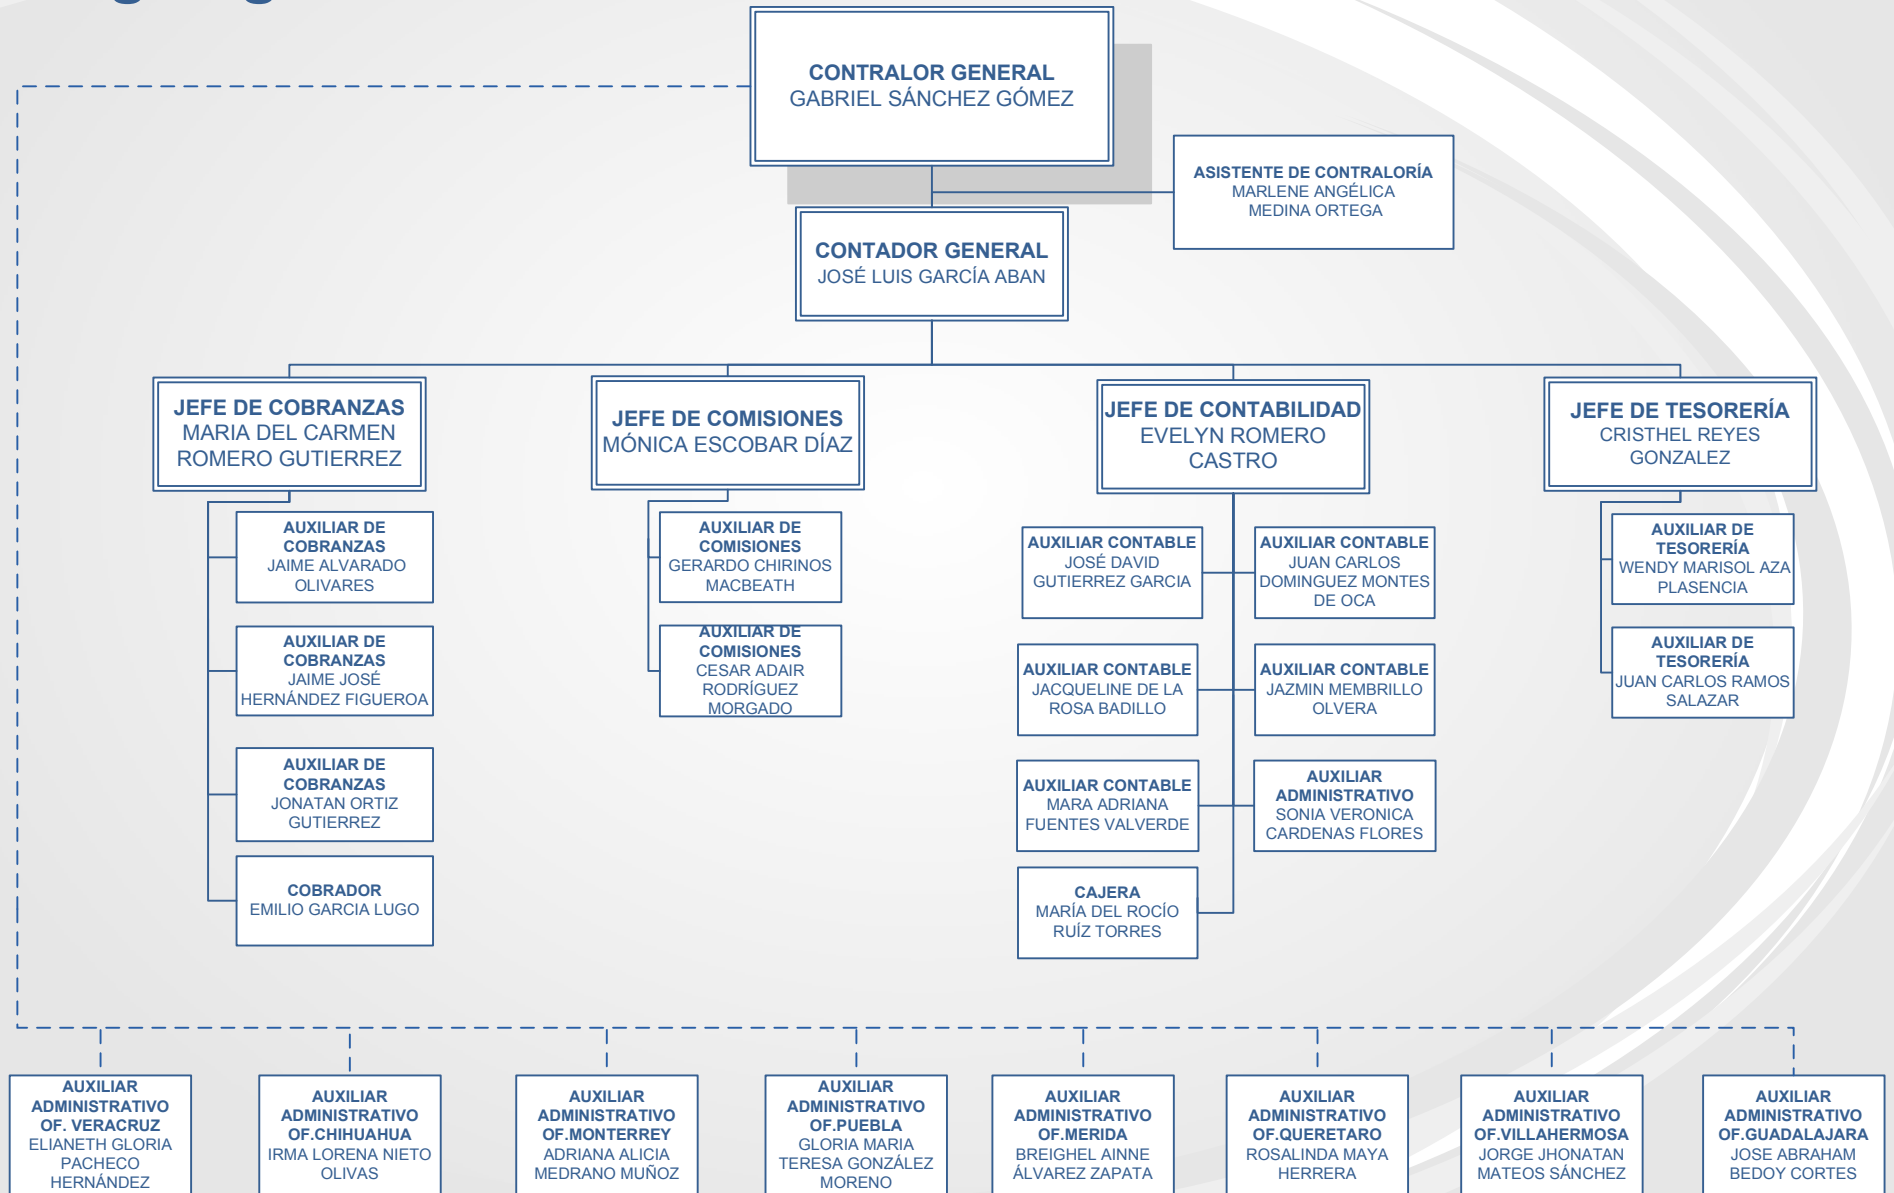 CONTRALOR GENERAL
GABRIEL SÁNCHEZ GÓMEZ
ASISTENTE DE CONTRALORÍA
MARLENE ANGÉLICA
MEDINA ORTEGA
CONTADOR GENERAL
JOSÉ LUIS GARCÍA ABAN
JEFE DE COBRANZAS
MARIA DEL CARMEN
ROMERO GUTIERREZ
JEFE DE COMISIONES
MÓNICA ESCOBAR DÍAZ
JEFE DE CONTABILIDAD
EVELYN ROMERO
CASTRO
JEFE DE TESORERÍA
CRISTHEL REYES
GONZALEZ
AUXILIAR DE
COBRANZAS
JAIME ALVARADO
OLIVARES
AUXILIAR DE
COBRANZAS
JAIME JOSÉ
HERNÁNDEZ FIGUEROA
AUXILIAR DE
COBRANZAS
JONATAN ORTIZ
GUTIERREZ
COBRADOR
EMILIO GARCIA LUGO
AUXILIAR DE
COMISIONES
GERARDO CHIRINOS
MACBEATH
AUXILIAR DE
COMISIONES
CESAR ADAIR
RODRÍGUEZ
MORGADO
AUXILIAR CONTABLE
JOSÉ DAVID
GUTIERREZ GARCIA
AUXILIAR CONTABLE
JUAN CARLOS
DOMINGUEZ MONTES
DE OCA
AUXILIAR CONTABLE
JACQUELINE DE LA
ROSA BADILLO
AUXILIAR CONTABLE
JAZMIN MEMBRILLO
OLVERA
AUXILIAR CONTABLE
MARA ADRIANA
FUENTES VALVERDE
AUXILIAR
ADMINISTRATIVO
SONIA VERONICA
CARDENAS FLORES
CAJERA
MARÍA DEL ROCÍO
RUÍZ TORRES
AUXILIAR DE
TESORERÍA
WENDY MARISOL AZA
PLASENCIA
AUXILIAR DE
TESORERÍA
JUAN CARLOS RAMOS
SALAZAR
AUXILIAR
ADMINISTRATIVO
OF. VERACRUZ
ELIANETH GLORIA
PACHECO
HERNÁNDEZ
AUXILIAR
ADMINISTRATIVO
OF.CHIHUAHUA
IRMA LORENA NIETO
OLIVAS
AUXILIAR
ADMINISTRATIVO
OF.MONTERREY
ADRIANA ALICIA
MEDRANO MUÑOZ
AUXILIAR
ADMINISTRATIVO
OF.PUEBLA
GLORIA MARIA
TERESA GONZÁLEZ
MORENO
AUXILIAR
ADMINISTRATIVO
OF.MERIDA
BREIGHEL AINNE
ÁLVAREZ ZAPATA
AUXILIAR
ADMINISTRATIVO
OF.QUERETARO
ROSALINDA MAYA
HERRERA
AUXILIAR
ADMINISTRATIVO
OF.VILLAHERMOSA
JORGE JHONATAN
MATEOS SÁNCHEZ
AUXILIAR
ADMINISTRATIVO
OF.GUADALAJARA
JOSE ABRAHAM
BEDOY CORTES